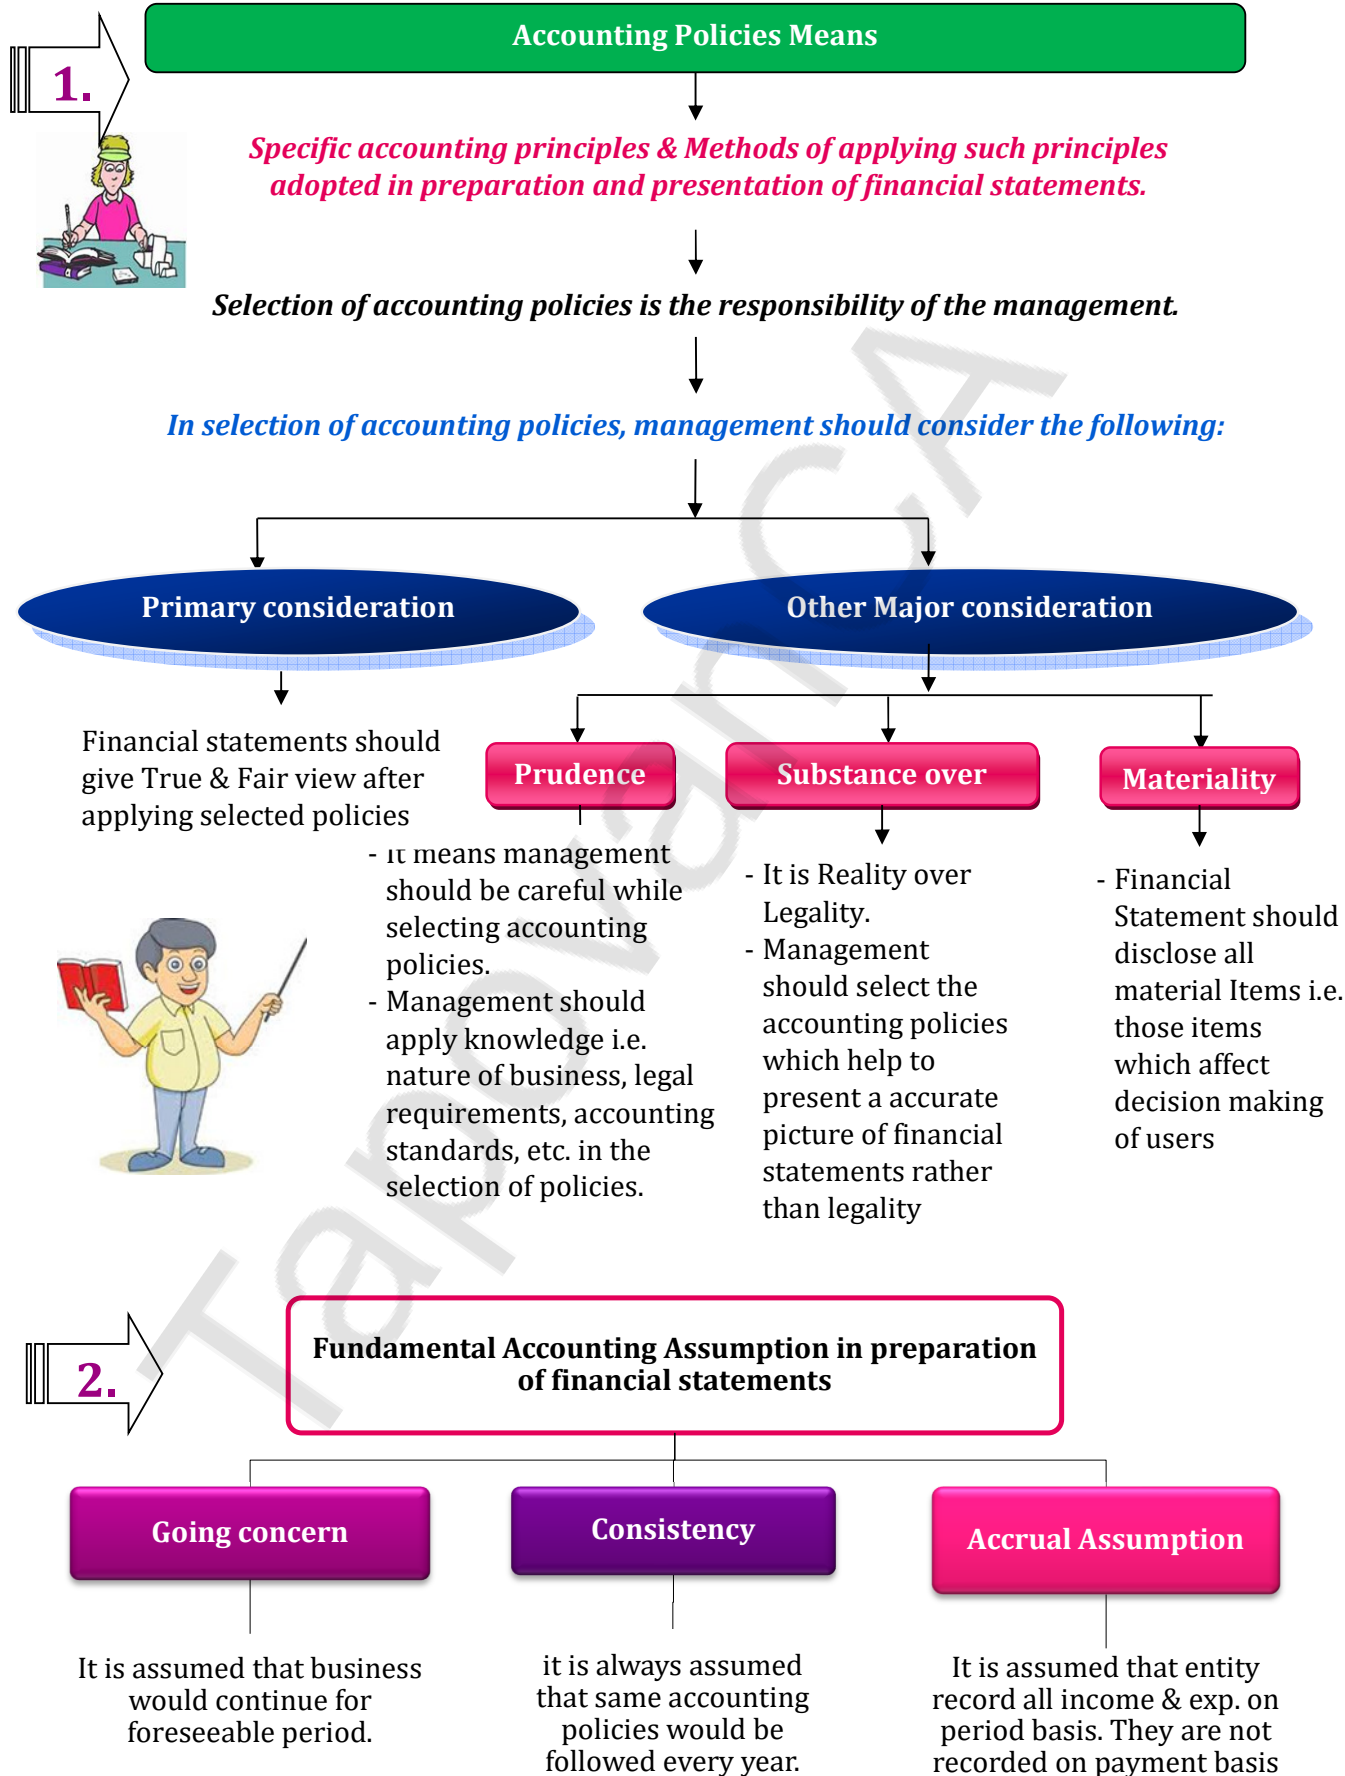 Accounting Policies Means
1.
Specific accounting principles & Methods of applying such principles
adopted in preparation and presentation of financial statements.
Selection of accounting policies is the responsibility of the management.
In selection of accounting policies, management should consider the following:
Primary consideration
Other Major consideration
Financial statements should
give True & Fair view after
applying selected policies
Prudence
Substance over
Materiality
- It means management
should be careful while
selecting accounting
policies.
- Management should
apply knowledge i.e.
nature of business, legal
requirements, accounting
standards, etc. in the
selection of policies.
- It is Reality over
Legality.
- Management
should select the
accounting policies
which help to
present a accurate
picture of financial
statements rather
than legality
- Financial
Statement should
disclose all
material Items i.e.
those items
which affect
decision making
of users
TapovanCA
2.
Fundamental Accounting Assumption in preparation
of financial statements
Going concern
Consistency
Accrual Assumption
It is assumed that business
would continue for
foreseeable period.
it is always assumed
that same accounting
policies would be
followed every year.
It is assumed that entity
record all income & exp. on
period basis. They are not
recorded on payment basis